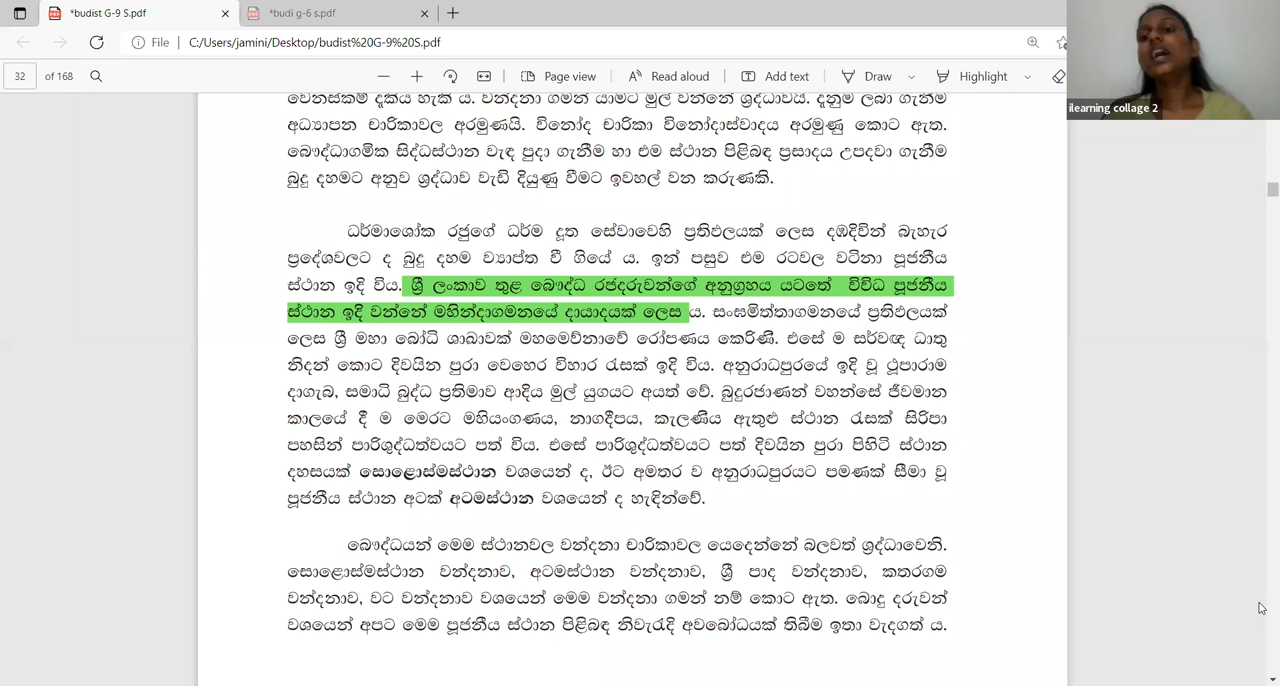 *budist G-9 S.pdf
*budi g-6 s.pdf
File C:/Users/jamini/Desktop/budist%20G-9%20S.pdf
32 of 168 Page view Read aloud Add text Draw Highlight
ilearning collage 2
වෙනස්කම් දැකිය හැකි ය. වන්දනා ගමන් යාමට මුල් වන්නේ ශ්‍රද්ධාවයි. දැනුම ලබා ගැනීම
අධ්‍යාපන චාරිකාවල අරමුණයි. විනෝද චාරිකා විනෝදාස්වාදය අරමුණු කොට ඇත.
බෞද්ධාගමික සිද්ධස්ථාන වැඳ පුදා ගැනීම හා එම ස්ථාන පිළිබඳ ප්‍රසාදය උපදවා ගැනීම
බුදු දහමට අනුව ශ්‍රද්ධාව වැඩි දියුණු වීමට ඉවහල් වන කරුණකි.
ධර්මාශෝක රජුගේ ධර්ම දූත සේවාවෙහි ප්‍රතිඵලයක් ලෙස දඹදිවින් බැහැර
ප්‍රදේශවලට ද බුදු දහම ව්‍යාප්ත වී ගියේ ය. ඉන් පසුව එම රටවල වටිනා පූජනීය
ස්ථාන ඉදි විය. ශ්‍රී ලංකාව තුළ බෞද්ධ රජදරුවන්ගේ අනුග්‍රහය යටතේ විවිධ පූජනීය
ස්ථාන ඉදි වන්නේ මහින්දාගමනයේ දායාදයක් ලෙස ය. සංඝමිත්තාගමනයේ ප්‍රතිඵලයක්
ලෙස ශ්‍රී මහා බෝධි ශාඛාවක් මහමෙව්නාවේ රෝපණය කෙරිණි. එසේ ම සර්වඥ ධාතු
නිදන් කොට දිවයින පුරා වෙහෙර විහාර රැසක් ඉදි විය. අනුරාධපුරයේ ඉදි වූ ථූපාරාම
දාගැබ, සමාධි බුද්ධ ප්‍රතිමාව ආදිය මුල් යුගයට අයත් වේ. බුදුරජාණන් වහන්සේ ජීවමාන
කාලයේ දී ම මෙරට මහියංගණය, නාගදීපය, කැලණිය ඇතුළු ස්ථාන රැසක් සිරිපා
පහසින් පාරිශුද්ධත්වයට පත් විය. එසේ පාරිශුද්ධත්වයට පත් දිවයින පුරා පිහිටි ස්ථාන
දහසයක් සොළොස්මස්ථාන වශයෙන් ද, ඊට අමතර ව අනුරාධපුරයට පමණක් සීමා වූ
පූජනීය ස්ථාන අටක් අටමස්ථාන වශයෙන් ද හැඳින්වේ.
බෞද්ධයන් මෙම ස්ථානවල වන්දනා චාරිකාවල යෙදෙන්නේ බලවත් ශ්‍රද්ධාවෙනි.
සොළොස්මස්ථාන වන්දනාව, අටමස්ථාන වන්දනාව, ශ්‍රී පාද වන්දනාව, කතරගම
වන්දනාව, වට වන්දනාව වශයෙන් මෙම වන්දනා ගමන් නම් කොට ඇත. බොදු දරුවන්
වශයෙන් අපට මෙම පූජනීය ස්ථාන පිළිබඳ නිවැරැදි අවබෝධයක් තිබීම ඉතා වැදගත් ය.